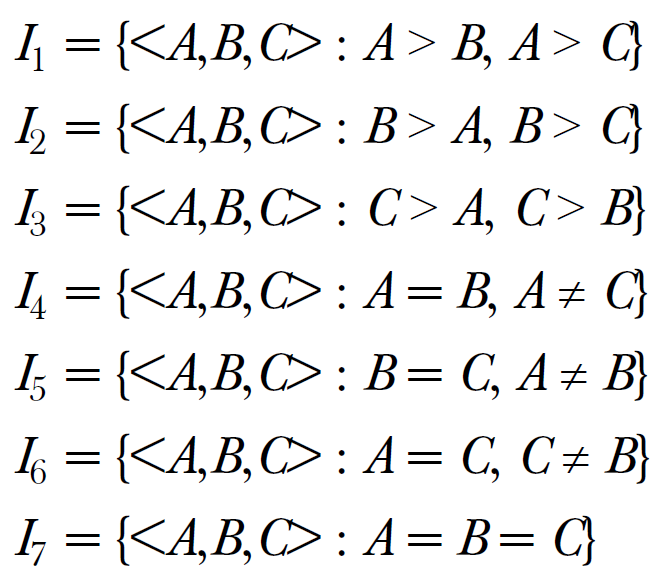 I₁ = {<A,B,C> : A > B, A > C}
I₂ = {<A,B,C> : B > A, B > C}
I₃ = {<A,B,C> : C > A, C > B}
I₄ = {<A,B,C> : A = B, A ≠ C}
I₅ = {<A,B,C> : B = C, A ≠ B}
I₆ = {<A,B,C> : A = C, C ≠ B}
I₇ = {<A,B,C> : A = B = C}